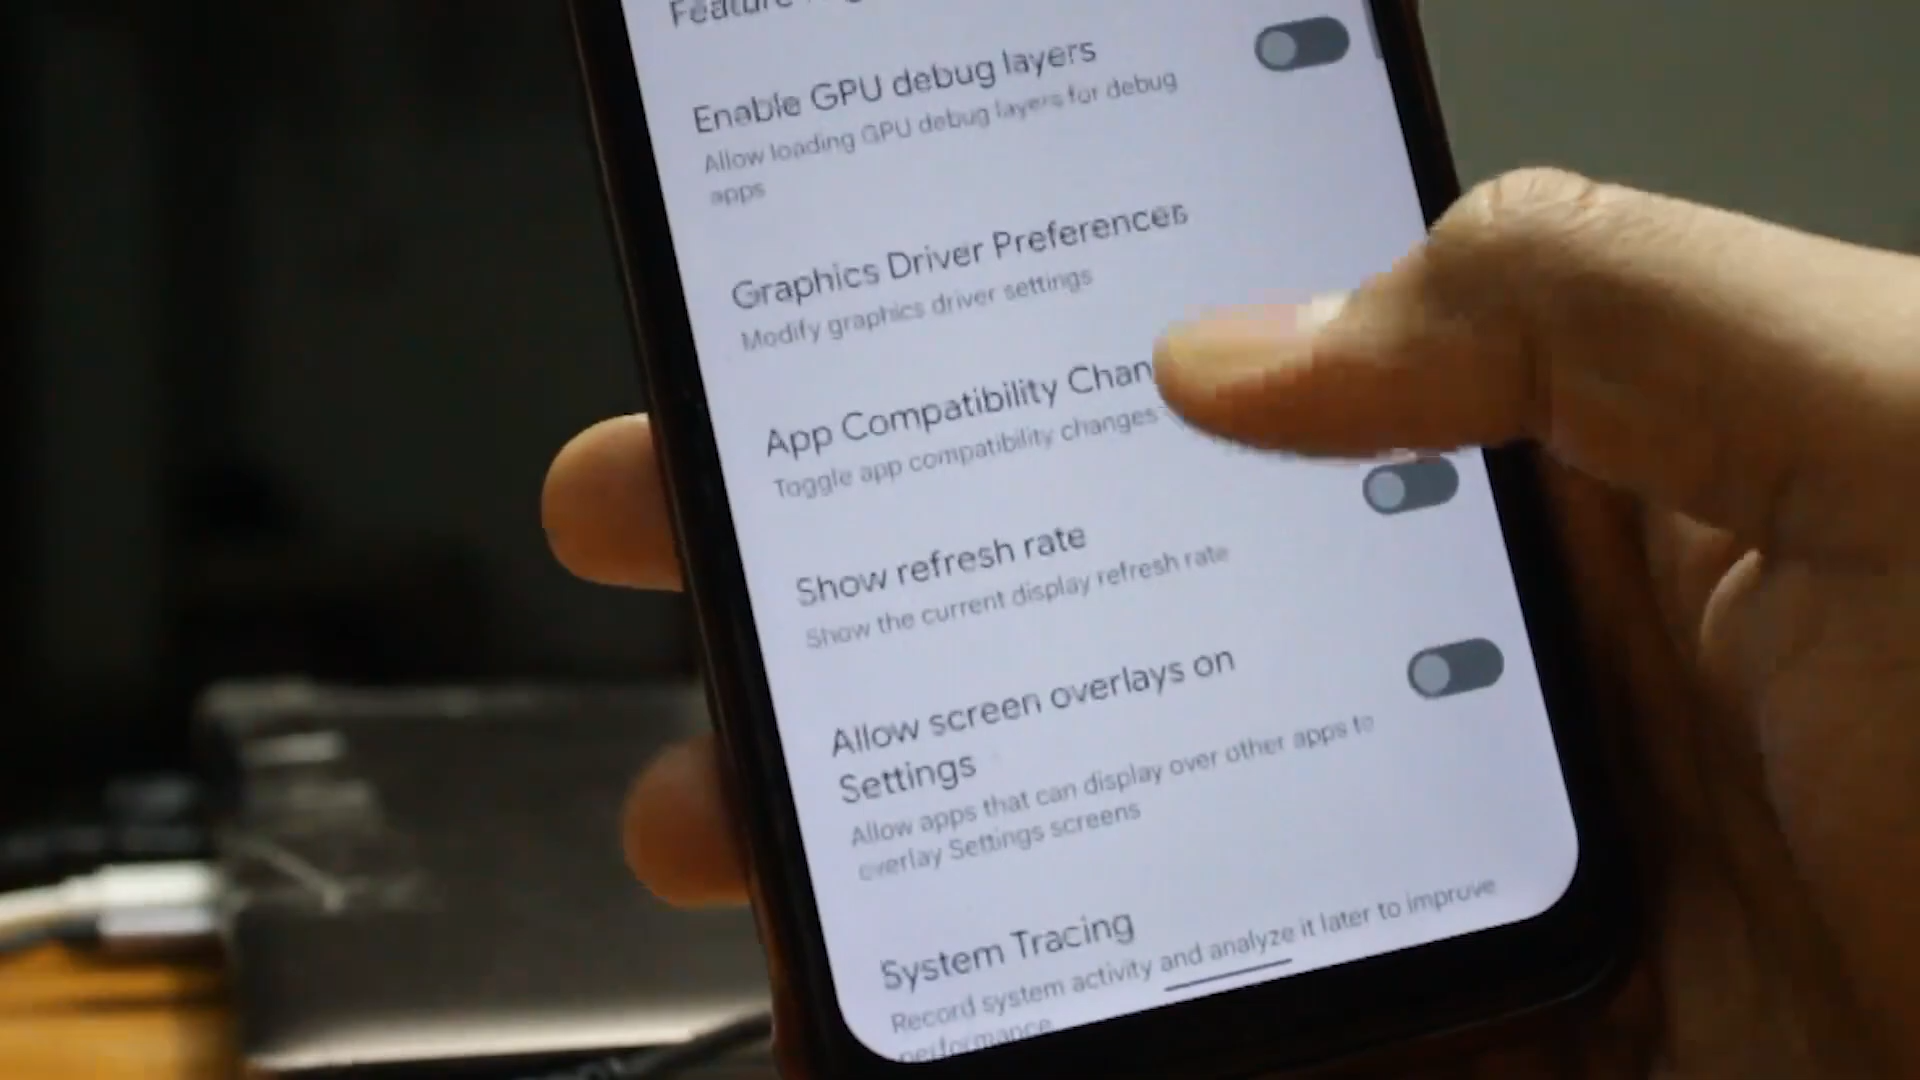 Feature
Enable GPU debug layers
Allow loading GPU debug layers for debug
apps
Graphics Driver Preferences
Modify graphics driver settings
App Compatibility Chan
Toggle app compatibility changes
Show refresh rate
Show the current display refresh rate
Allow screen overlays on
Settings
Allow apps that can display over other apps to
overlay Settings screens
System Tracing
Record system activity and analyze it later to improve
performance